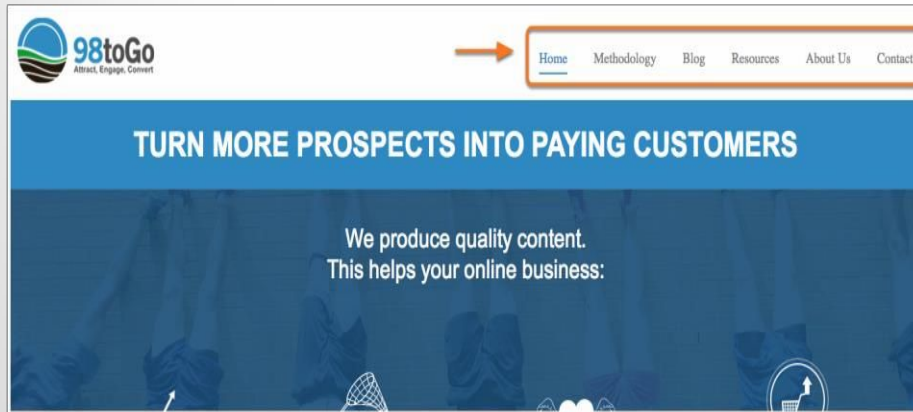 98toGo
Attract, Engage, Convert
Home Methodology Blog Resources About Us Contact
TURN MORE PROSPECTS INTO PAYING CUSTOMERS
We produce quality content.
This helps your online business: